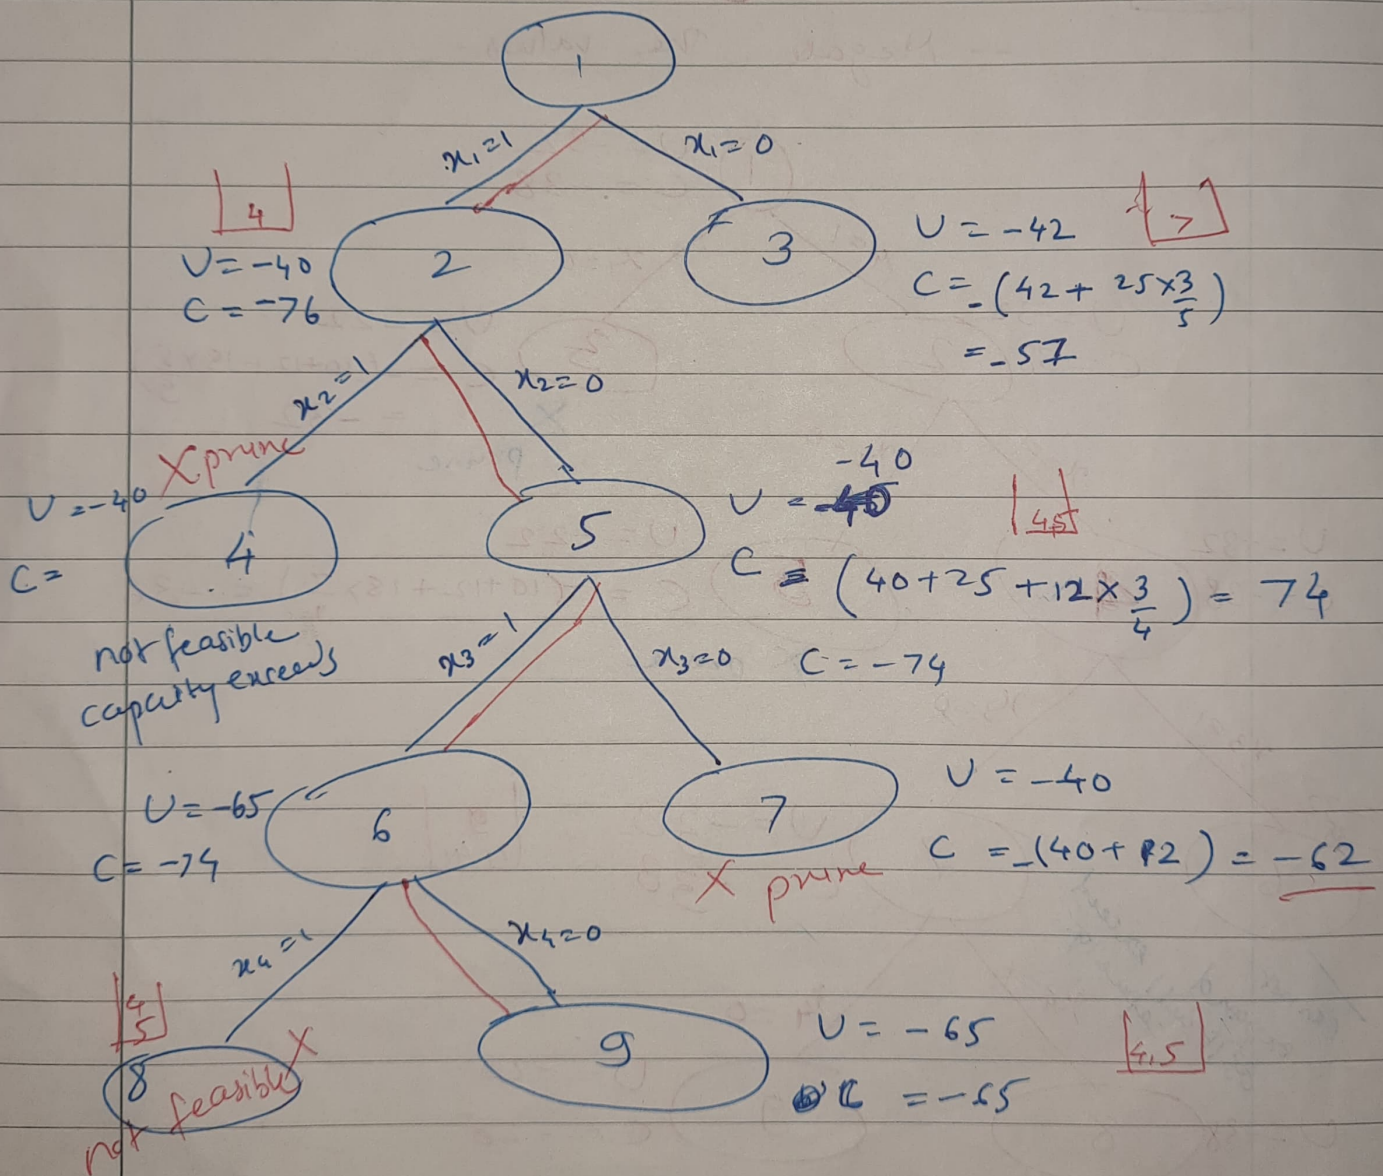 1
x₁=1
x₁=0
4
U=-40
C=-76
2
3
U=-42
7
C=-(42+25×3/5)
=-57
x₂=1
x₂=0
X prune
U=-40
4
C=
not feasible
capacity exceeds
5
-40
U=
4,5
C=(40+25+12×3/4)=74
C=-74
x₃=1
x₃=0
U=-65
C=-74
6
7
U=-40
C=-(40+12)=-62
X prune
x₄=1
x₄=0
4
5
8
X
not feasible
9
U=-65
C=-65
4,5